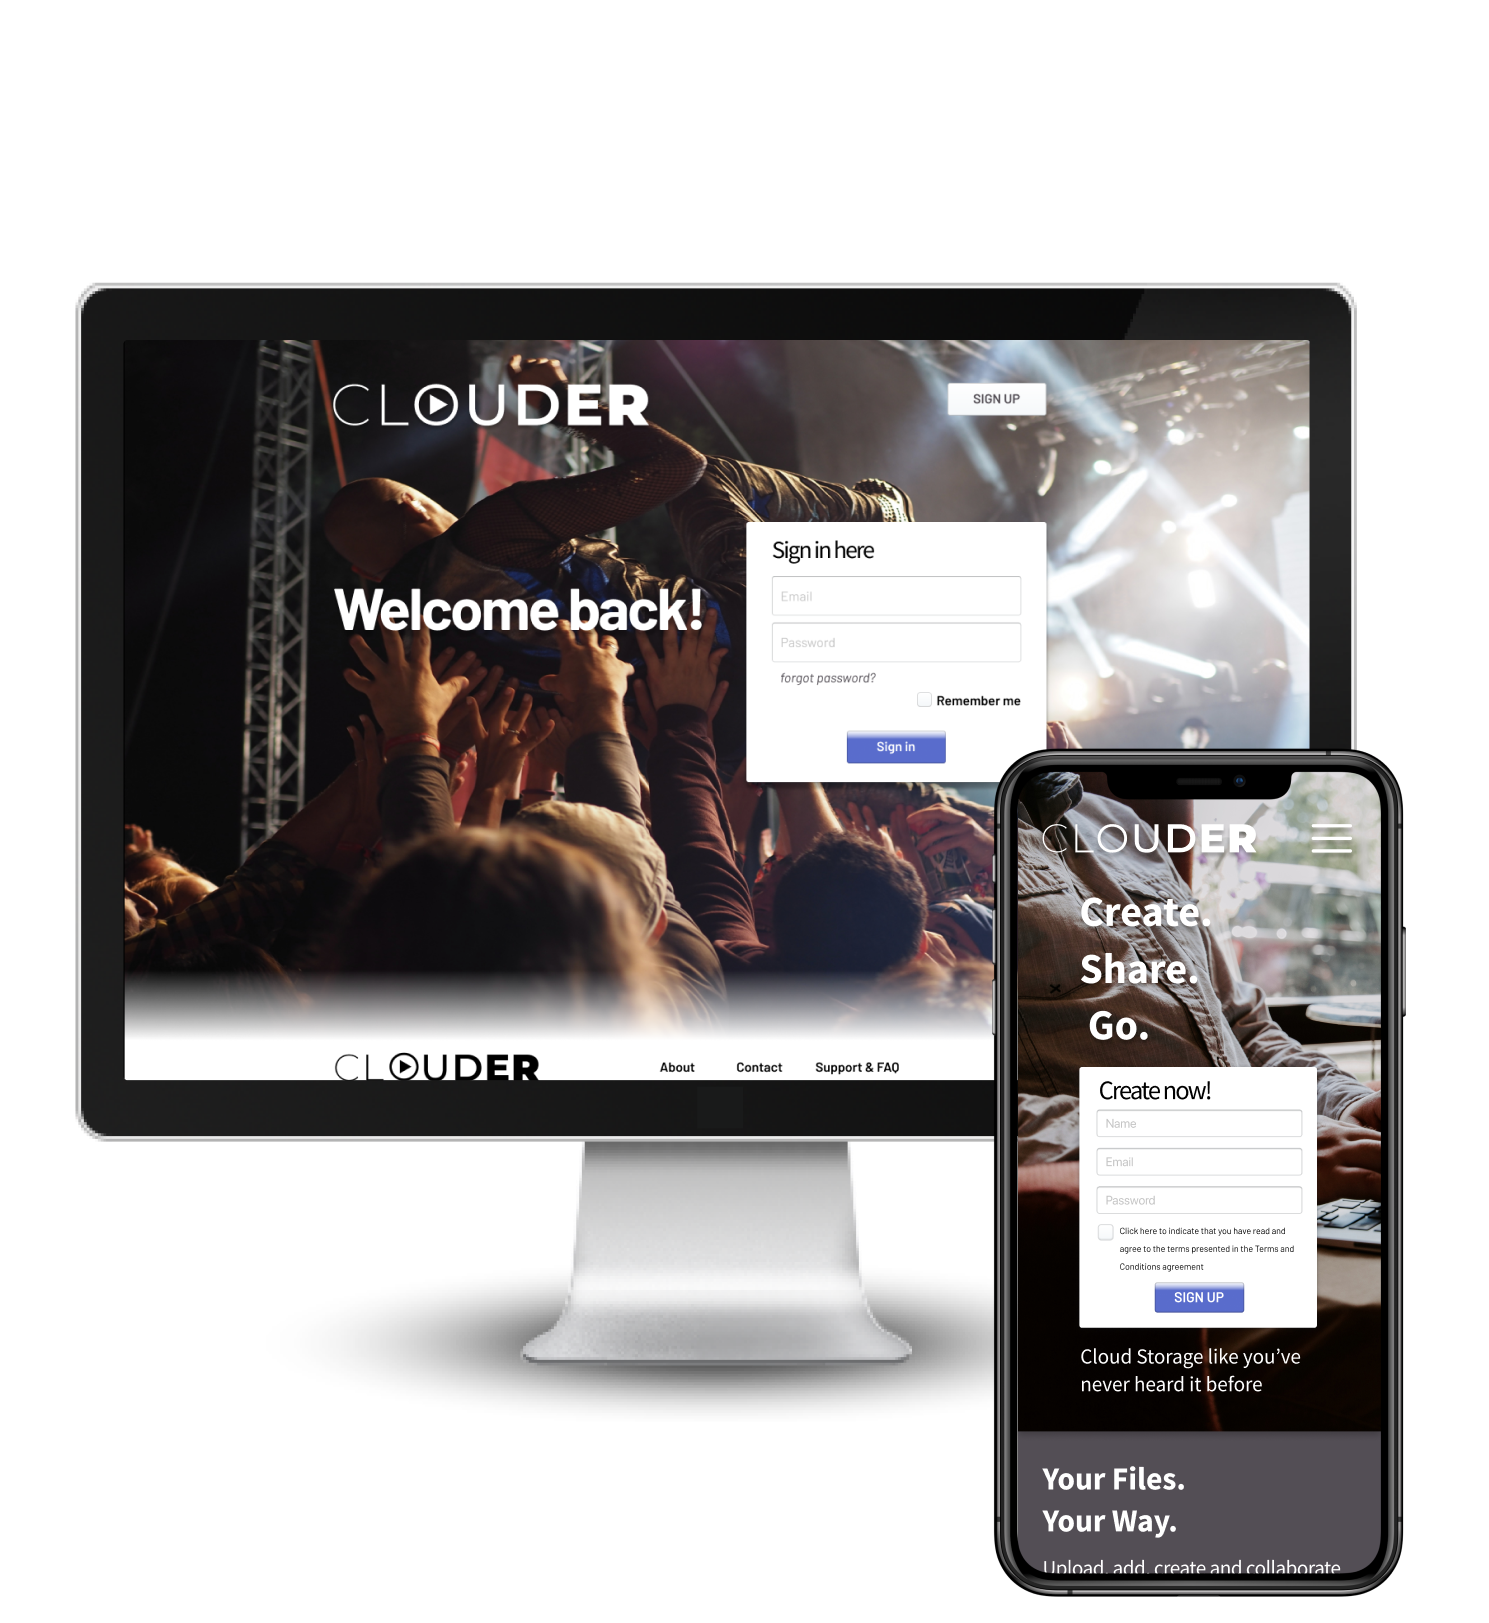 CLOUDER
SIGN UP
Welcome back!
Sign in here
Email
Password
forgot password?
Remember me
Sign in
CLOUDER
About
Contact
Support & FAQ
CLOUDER
Create.
Share.
Go.
Create now!
Name
Email
Password
Click here to indicate that you have read and
agree to the terms presented in the Terms and
Conditions agreement
SIGN UP
Cloud Storage like you've
never heard it before
Your Files.
Your Way.
Upload, add, create and collaborate